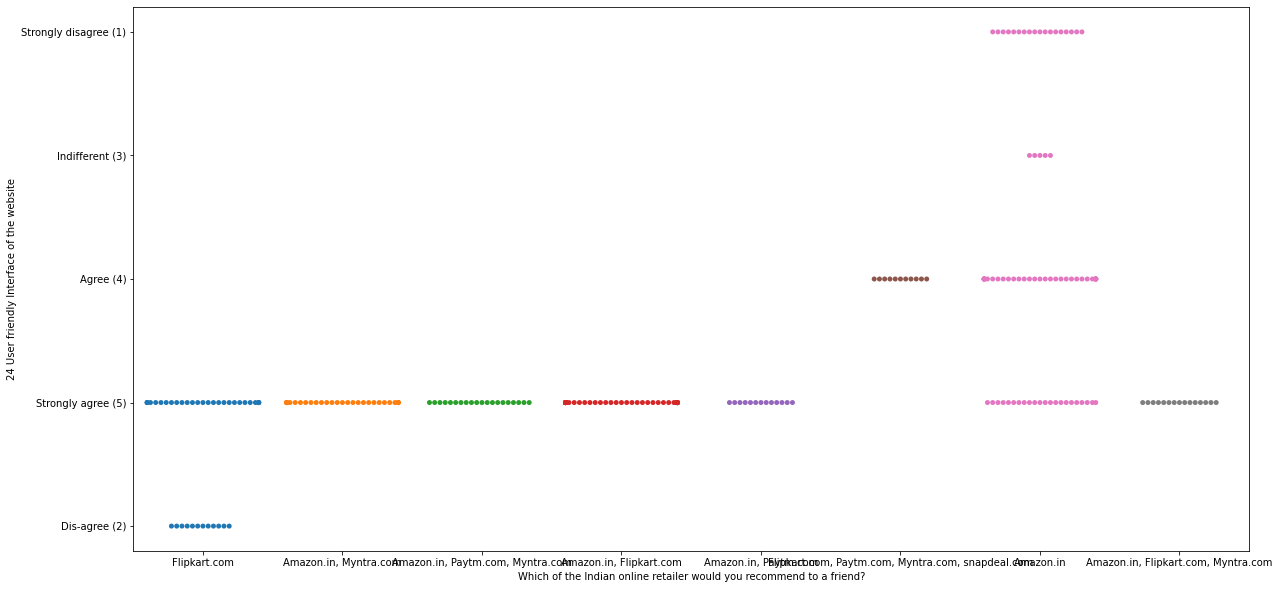 24 User friendly Interface of the website
Strongly disagree (1)
Indifferent (3)
Agree (4)
Strongly agree (5)
Dis-agree (2)
Flipkart.com
Amazon.in, Myntra.com
Amazon.in, Paytm.com, Myntra.com
Amazon.in, Flipkart.com
Amazon.in, Paytm.com
Flipkart.com, Paytm.com, Myntra.com, snapdeal.com
Amazon.in
Amazon.in, Flipkart.com, Myntra.com
Which of the Indian online retailer would you recommend to a friend?